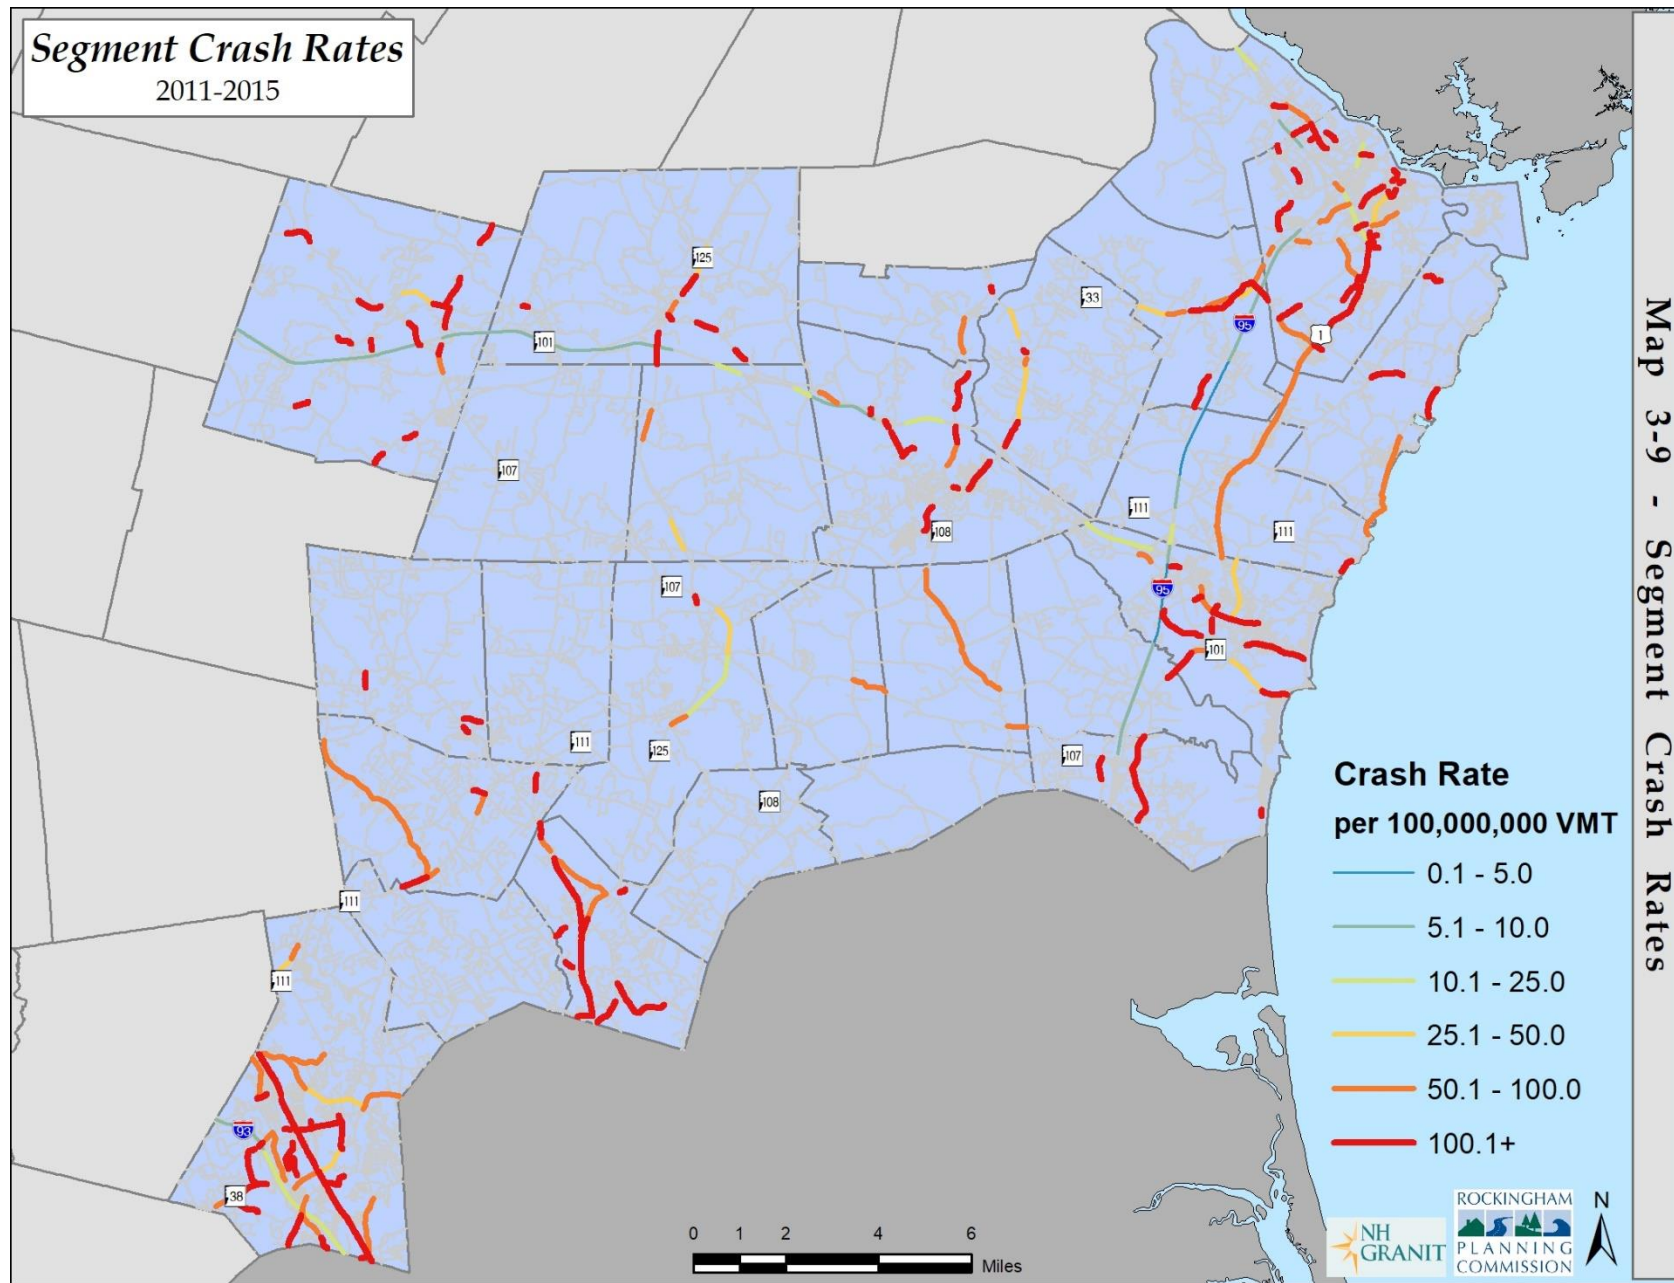 Segment Crash Rates
2011-2015
125
33
101
95
1
107
111
111
108
107
95
101
111
125
107
108
111
111
93
38
Crash Rate
per 100,000,000 VMT
0.1 - 5.0
5.1 - 10.0
10.1 - 25.0
25.1 - 50.0
50.1 - 100.0
100.1+
0 1 2 4 6
Miles
NH
GRANIT
ROCKINGHAM
PLANNING
COMMISSION
N
Map 3-9 - Segment Crash Rates